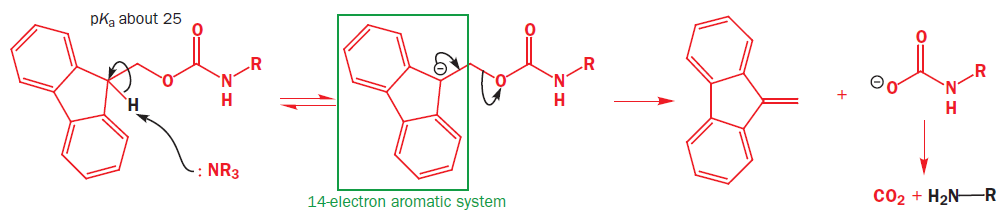 pKₐ about 25
O
O
N
H
R
H
: NR₃
⊖
O
O
N
H
R
14-electron aromatic system
+
O
⊖O
N
H
R
CO₂ + H₂N—R